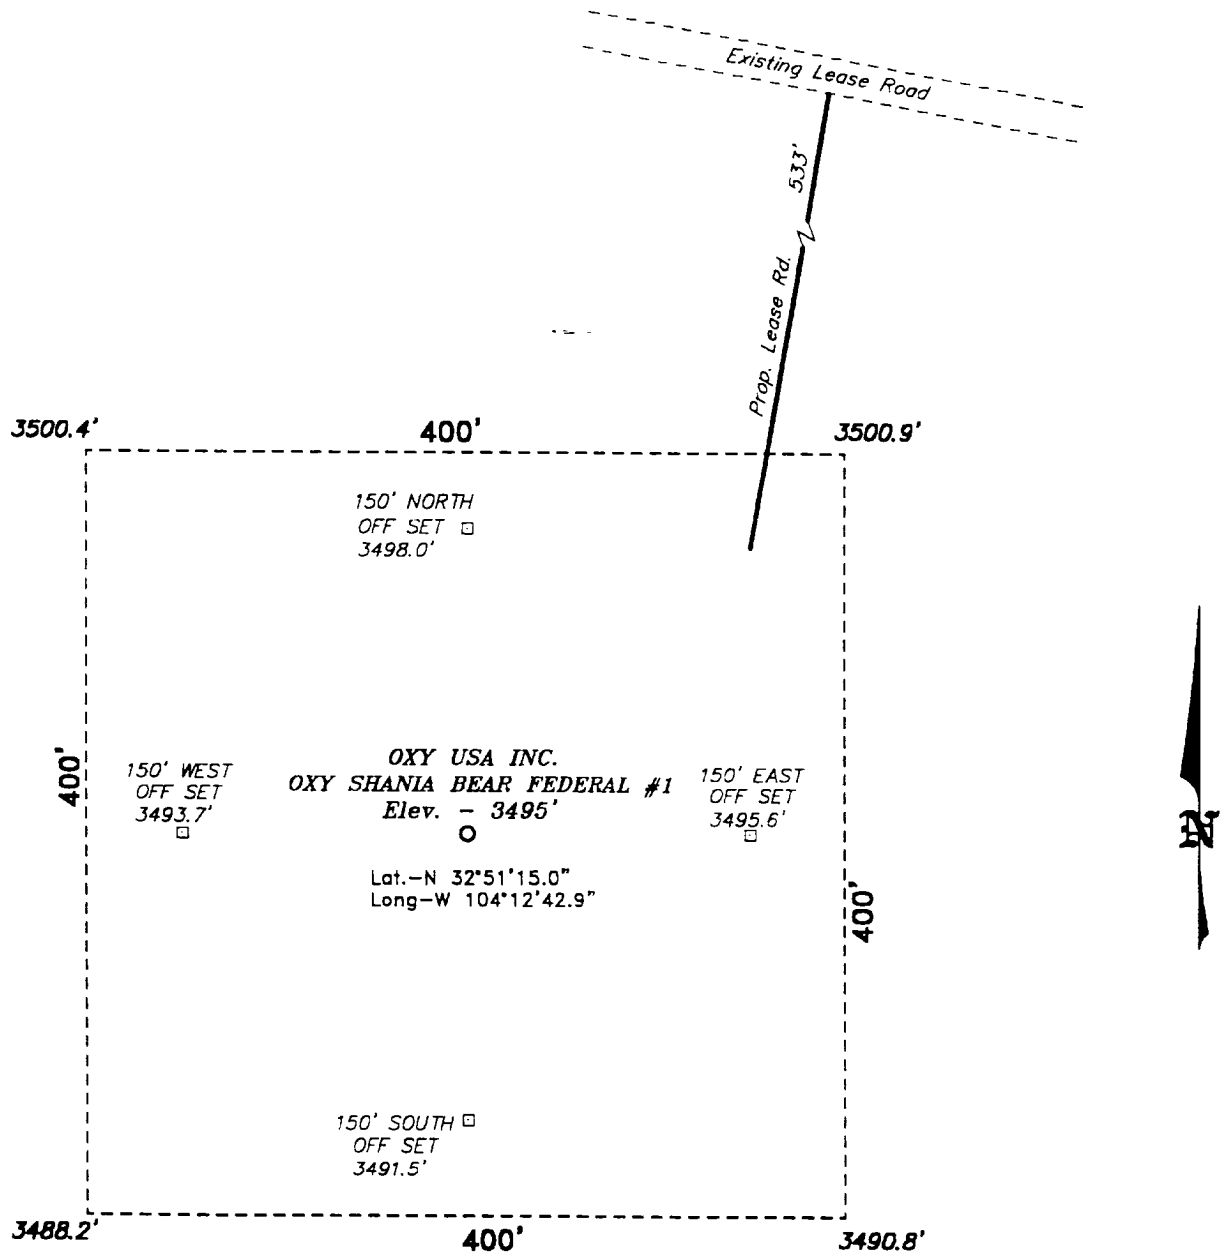 Existing Lease Road
533'
Prop. Lease Rd.
3500.4'
400'
3500.9'
150' NORTH
OFF SET
3498.0'
400'
150' WEST
OFF SET
3493.7'
OXY USA INC.
OXY SHANIA BEAR FEDERAL #1
Elev. - 3495'
150' EAST
OFF SET
3495.6'
Lat.-N 32°51'15.0"
Long-W 104°12'42.9"
400'
150' SOUTH
OFF SET
3491.5'
3488.2'
400'
3490.8'
N